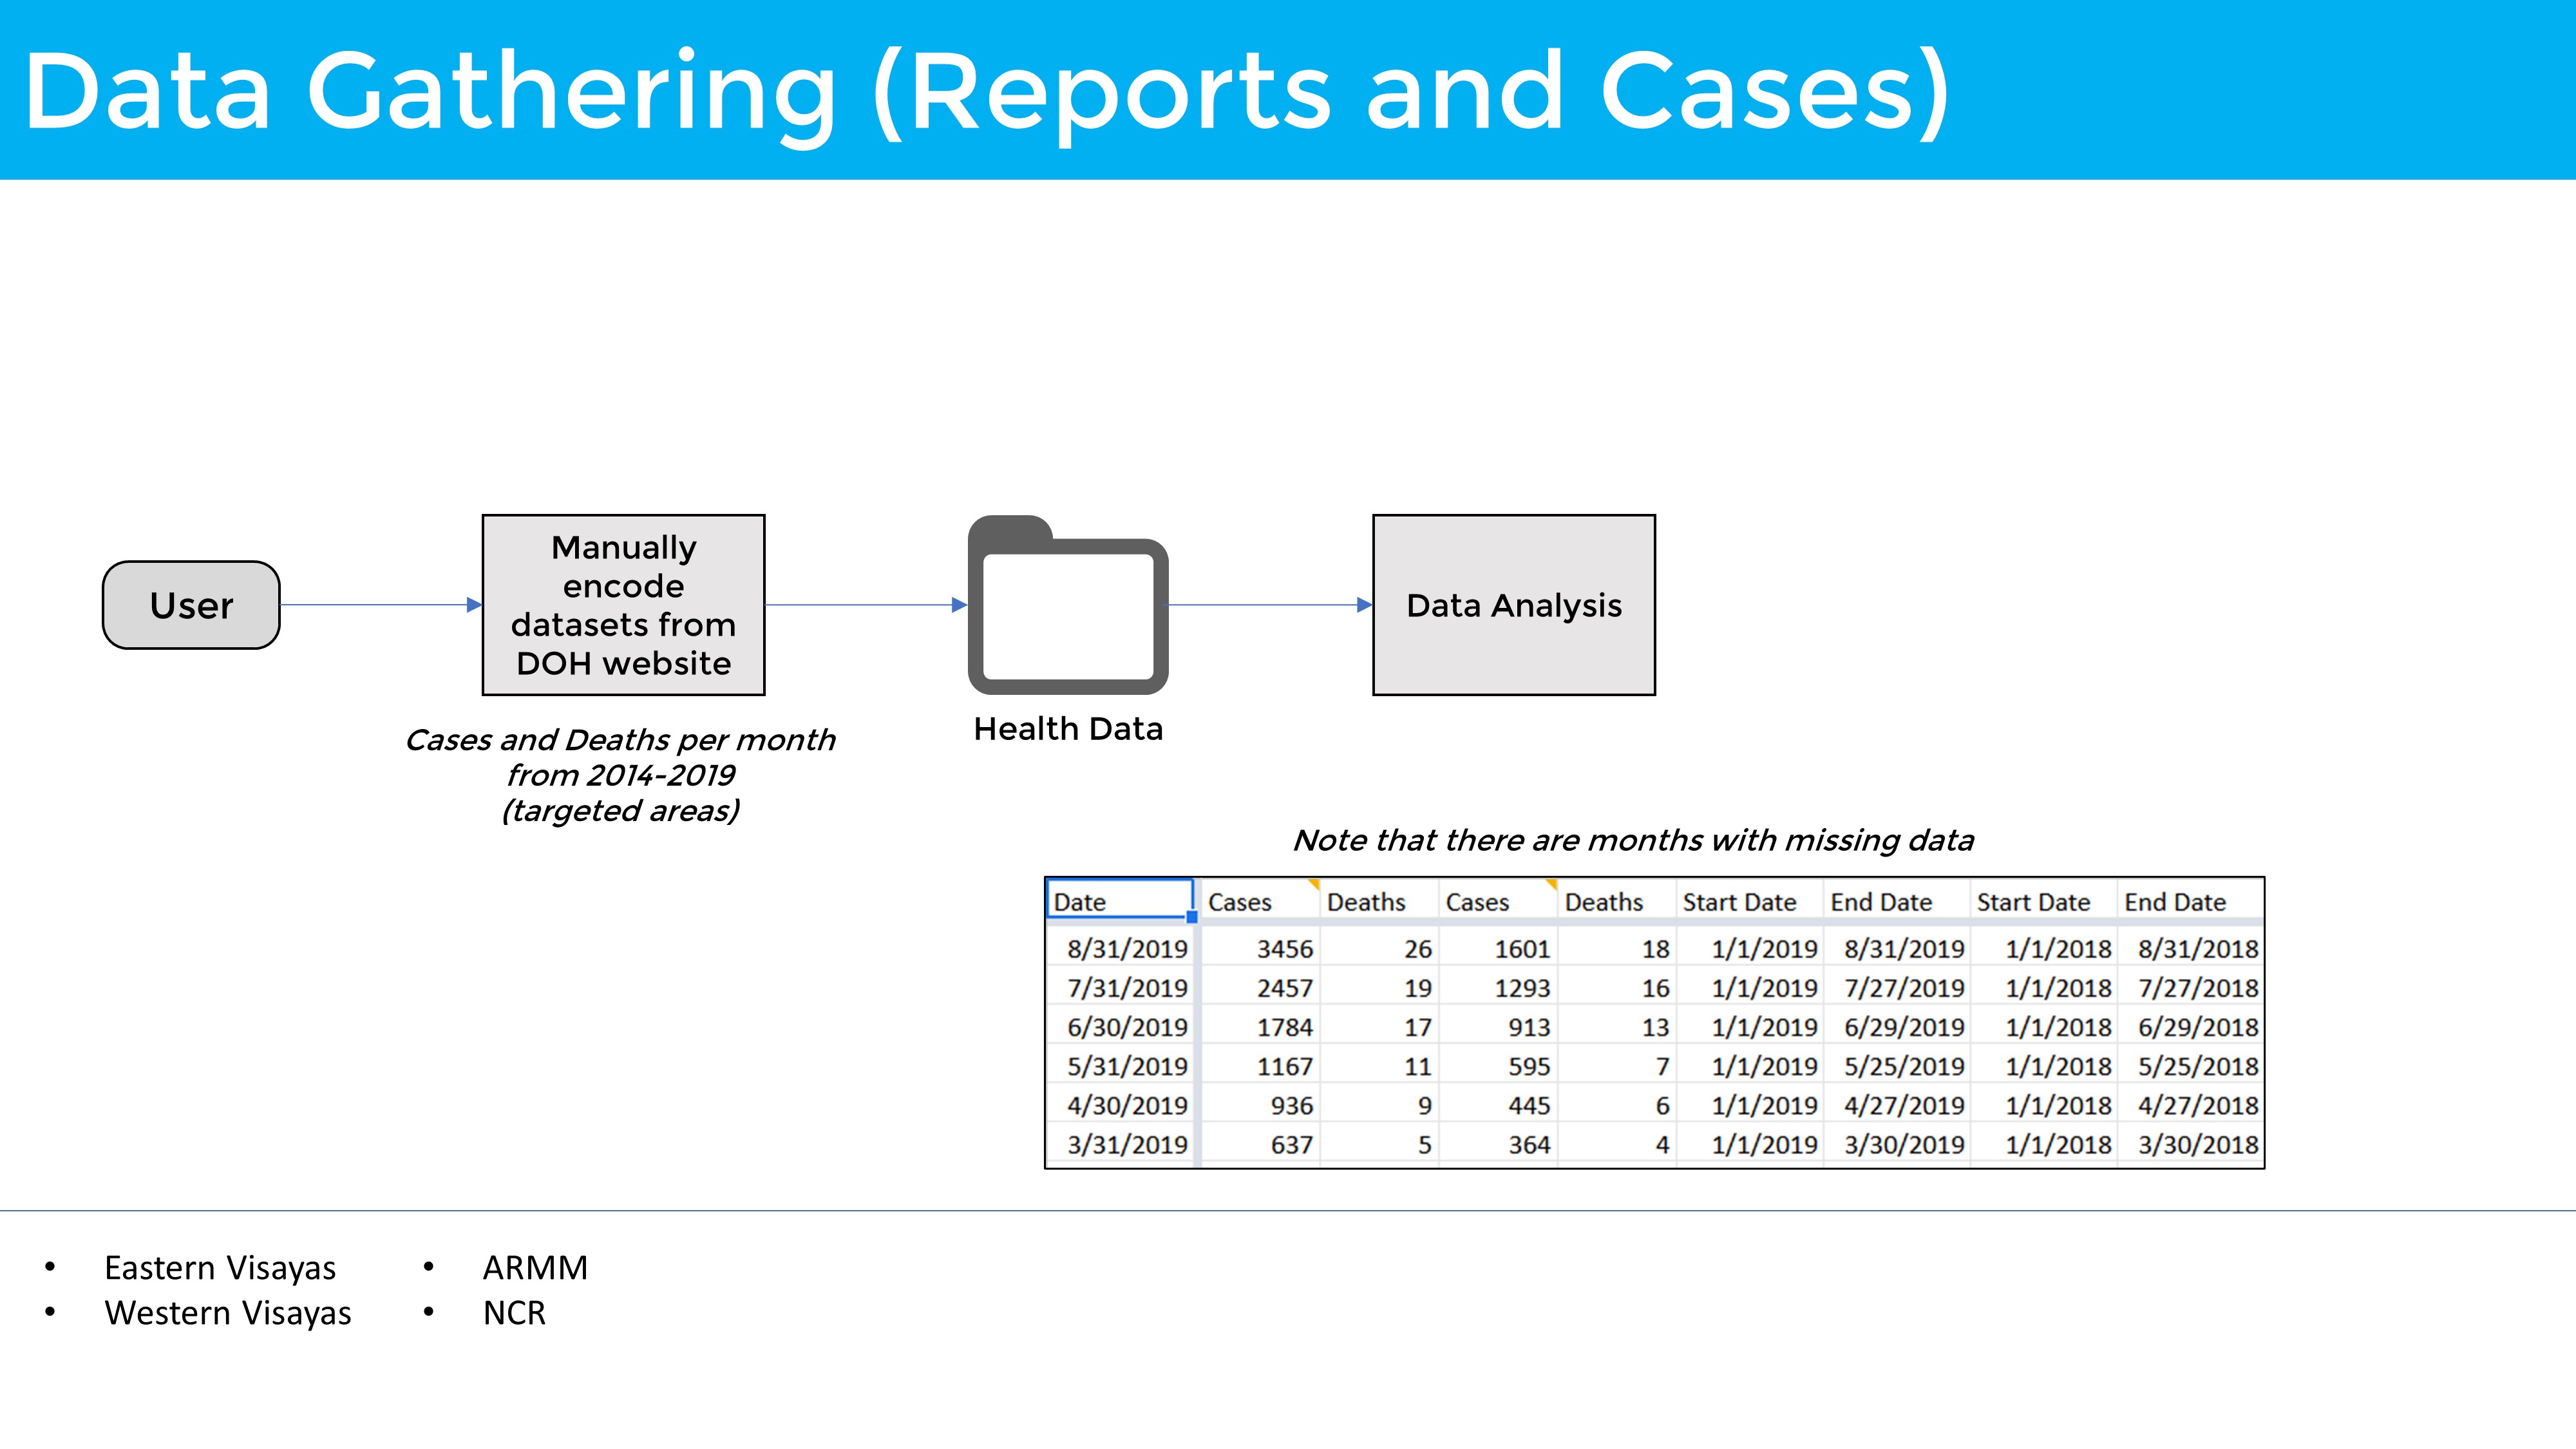 Data Gathering (Reports and Cases)
User
Manually
encode
datasets from
DOH website
Cases and Deaths per month
from 2014-2019
(targeted areas)
Health Data
Data Analysis
Note that there are months with missing data
Date Cases Deaths Cases Deaths Start Date End Date Start Date End Date
8/31/2019 3456 26 1601 18 1/1/2019 8/31/2019 1/1/2018 8/31/2018
7/31/2019 2457 19 1293 16 1/1/2019 7/27/2019 1/1/2018 7/27/2018
6/30/2019 1784 17 913 13 1/1/2019 6/29/2019 1/1/2018 6/29/2018
5/31/2019 1167 11 595 7 1/1/2019 5/25/2019 1/1/2018 5/25/2018
4/30/2019 936 9 445 6 1/1/2019 4/27/2019 1/1/2018 4/27/2018
3/31/2019 637 5 364 4 1/1/2019 3/30/2019 1/1/2018 3/30/2018
• Eastern Visayas
• Western Visayas
• ARMM
• NCR